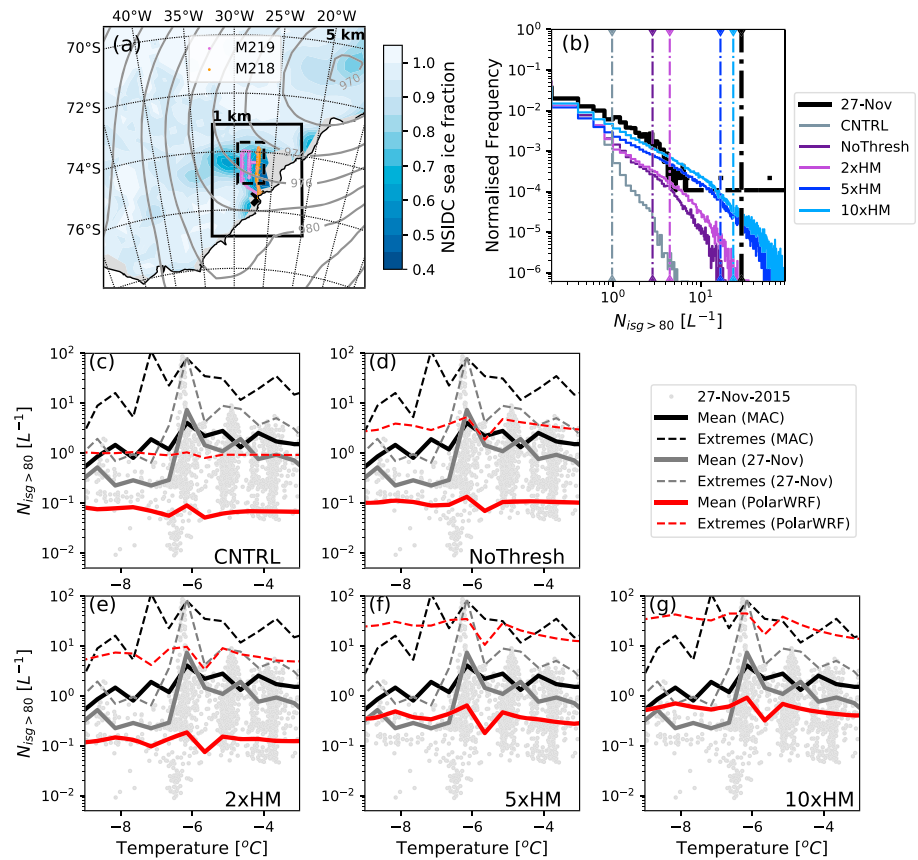 40°W 35°W 30°W 25°W 20°W
70°S
72°S
74°S
76°S
(a)
5 km
M219
M218
1 km
970
970
980
1.0
0.9
0.8
0.7
0.6
0.5
0.4
NSIDC sea ice fraction
(b)
10^0
10^-1
10^-2
10^-3
10^-4
10^-5
10^-6
Normalised Frequency
10^0 10^1
N_isg>80 [L^-1]
27-Nov
CNTRL
NoThresh
2xHM
5xHM
10xHM
(c)
10^2
10^1
10^0
10^-1
10^-2
N_isg>80 [L^-1]
−8 −6 −4
CNTRL
(d)
−8 −6 −4
NoThresh
27-Nov-2015
Mean (MAC)
Extremes (MAC)
Mean (27-Nov)
Extremes (27-Nov)
Mean (PolarWRF)
Extremes (PolarWRF)
(e)
10^2
10^1
10^0
10^-1
10^-2
N_isg>80 [L^-1]
2xHM
−8 −6 −4
Temperature [°C]
(f)
5xHM
−8 −6 −4
Temperature [°C]
(g)
10xHM
−8 −6 −4
Temperature [°C]